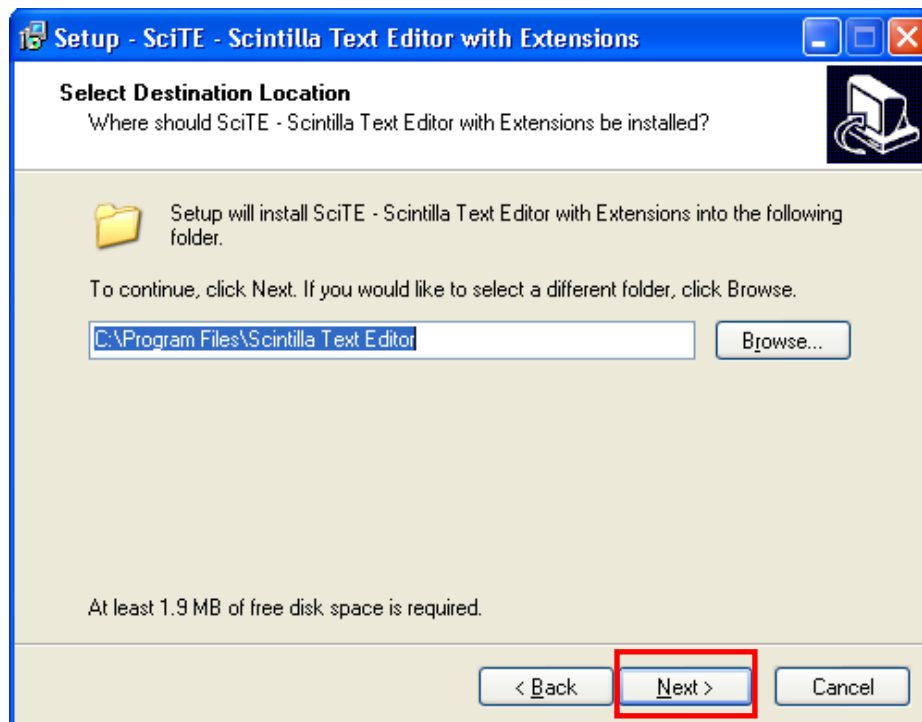 Setup - SciTE - Scintilla Text Editor with Extensions
Select Destination Location
Where should SciTE - Scintilla Text Editor with Extensions be installed?
Setup will install SciTE - Scintilla Text Editor with Extensions into the following
folder.
To continue, click Next. If you would like to select a different folder, click Browse.
C:\Program Files\Scintilla Text Editor
Browse...
At least 1.9 MB of free disk space is required.
< Back
Next >
Cancel